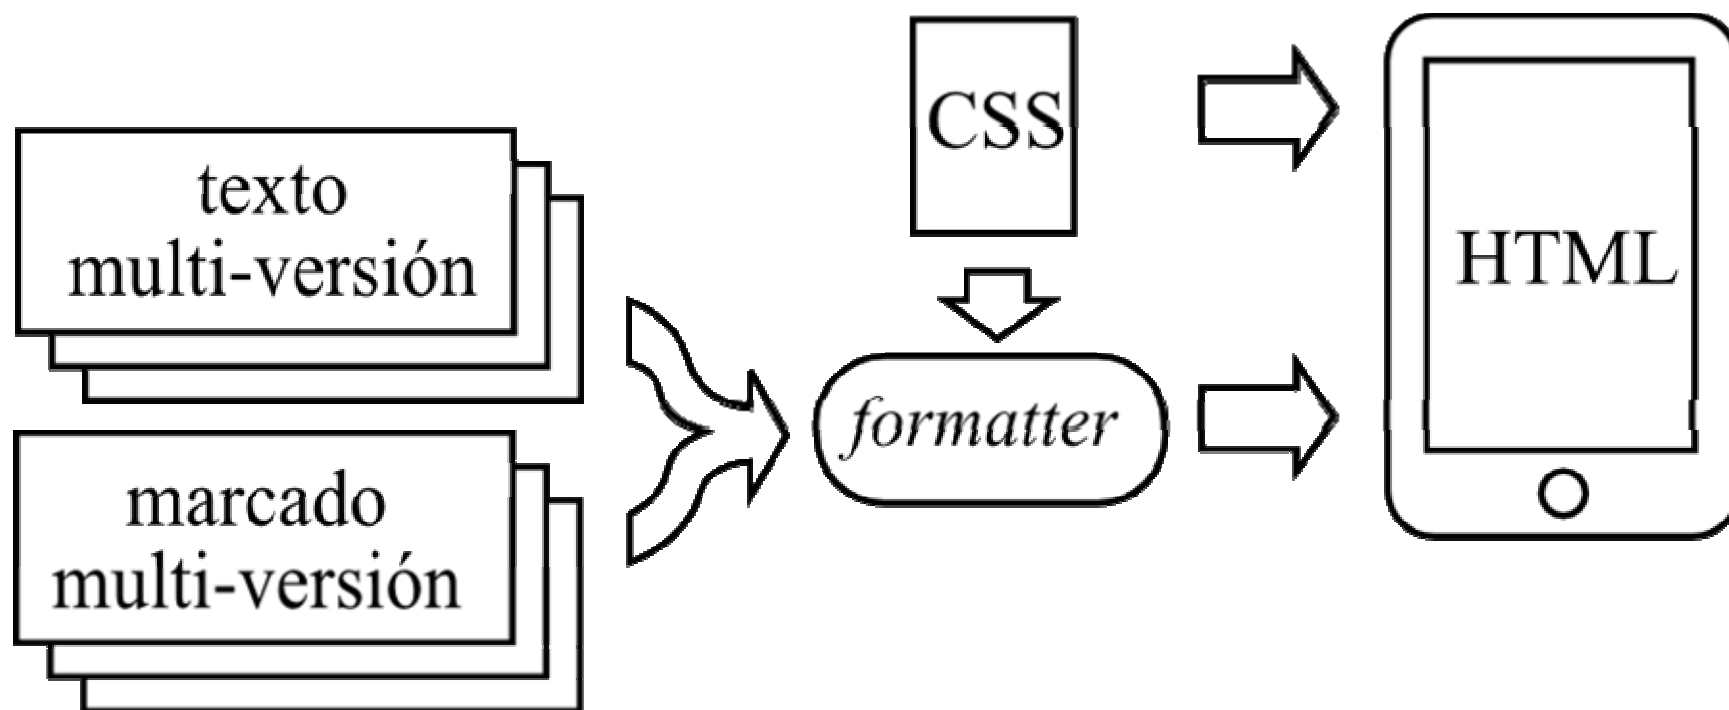 texto
multi-versión
marcado
multi-versión
CSS
formatter
HTML